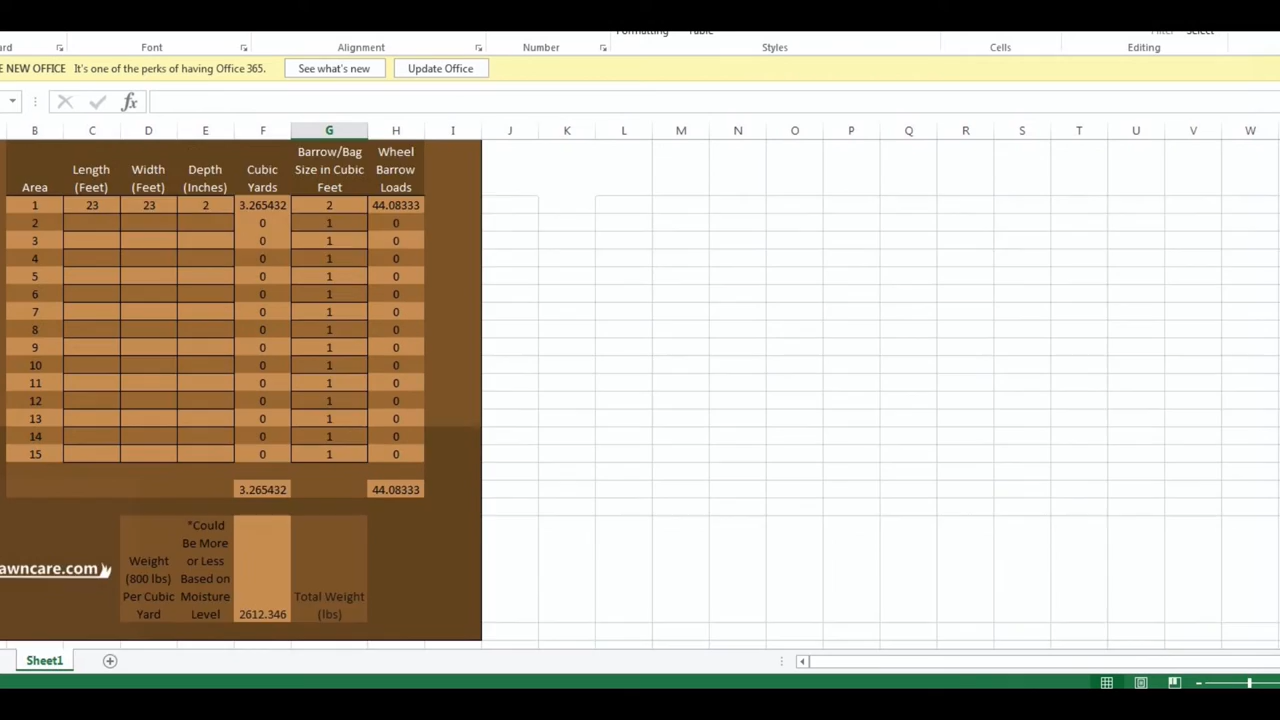 Font Alignment Number Styles Cells Editing
NEW OFFICE It's one of the perks of having Office 365. See what's new Update Office
fx
B C D E F G H I J K L M N O P Q R S T U V W
Area Length (Feet) Width (Feet) Depth (Inches) Cubic Yards Barrow/Bag Size in Cubic Feet Wheel Barrow Loads
1 23 23 2 3.265432 2 44.08333
2 0 1 0
3 0 1 0
4 0 1 0
5 0 1 0
6 0 1 0
7 0 1 0
8 0 1 0
9 0 1 0
10 0 1 0
11 0 1 0
12 0 1 0
13 0 1 0
14 0 1 0
15 0 1 0
3.265432 44.08333
awncare.com
Weight (800 lbs) Per Cubic Yard *Could Be More or Less Based on Moisture Level 2612.346 Total Weight (lbs)
Sheet1